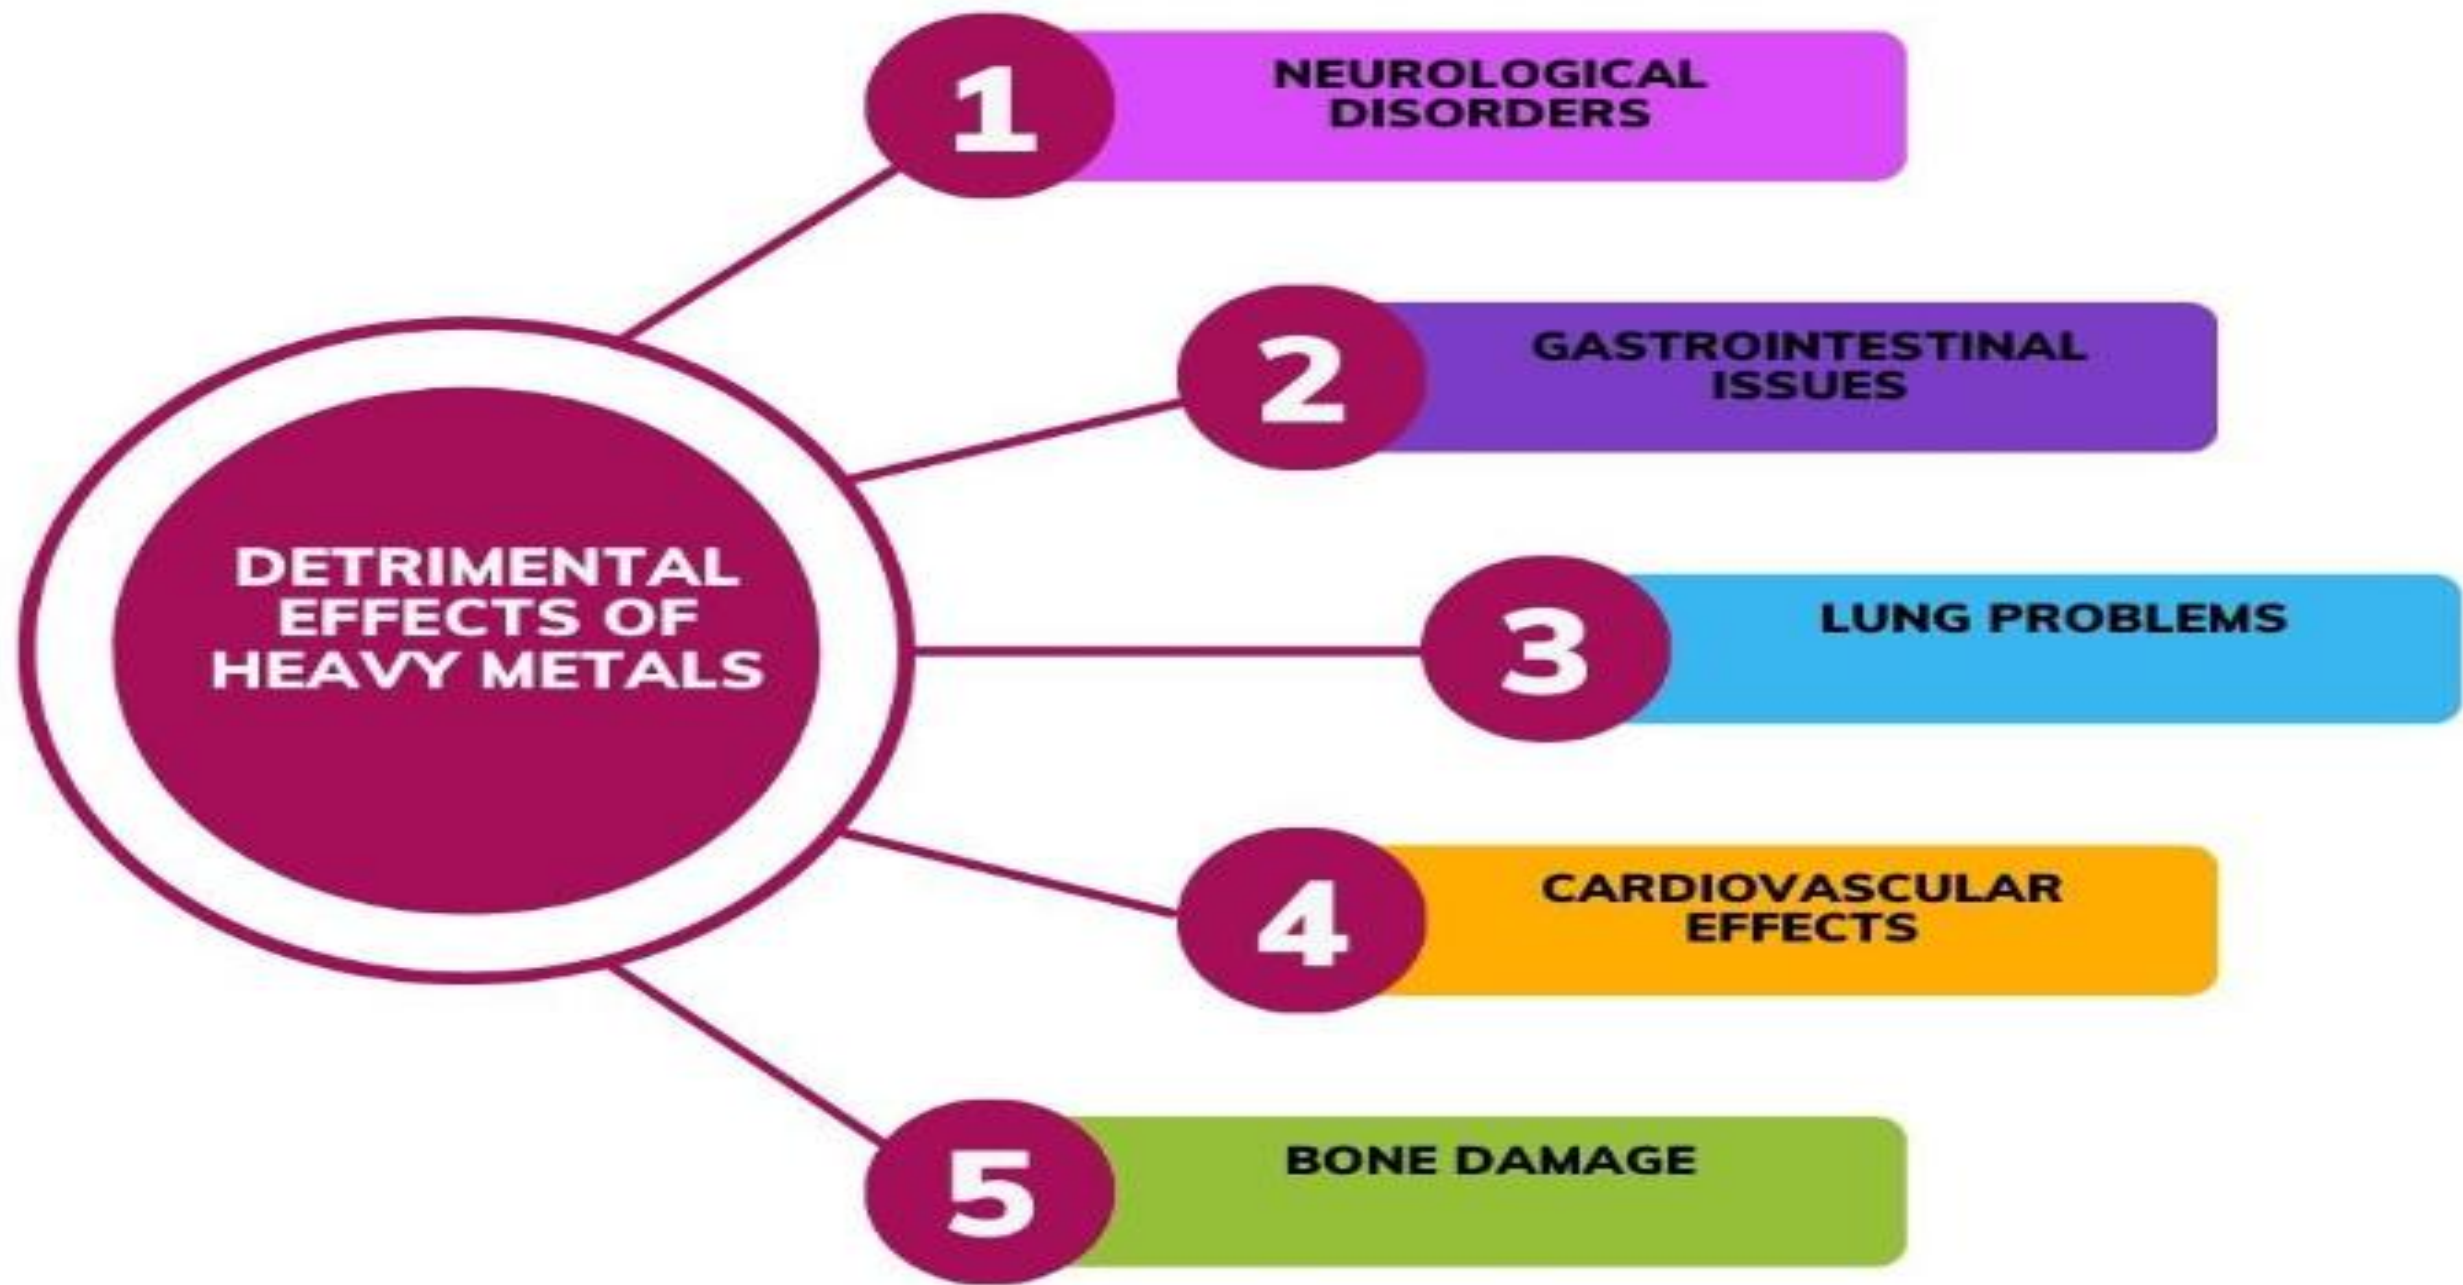 1
NEUROLOGICAL
DISORDERS
2
GASTROINTESTINAL
ISSUES
DETRIMENTAL
EFFECTS OF
HEAVY METALS
3
LUNG PROBLEMS
4
CARDIOVASCULAR
EFFECTS
5
BONE DAMAGE